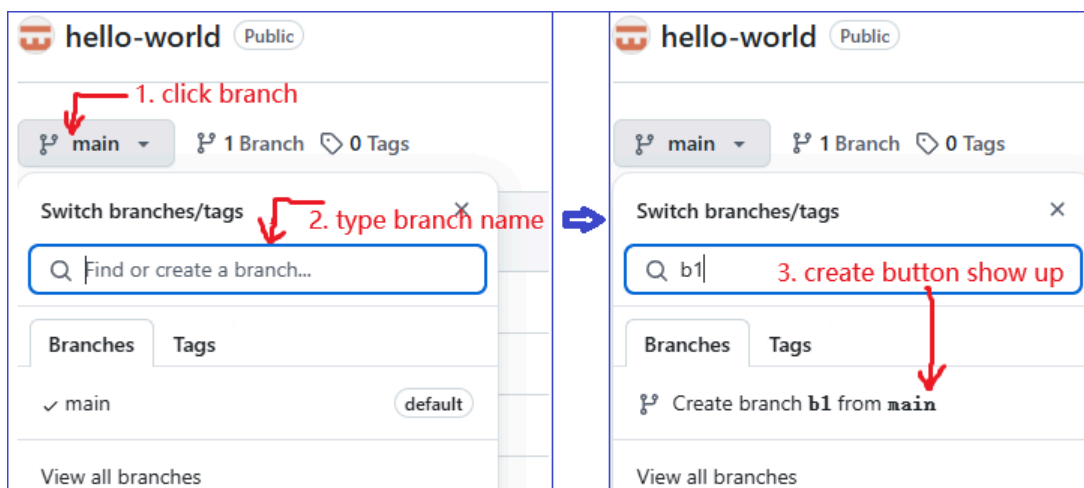 hello-world Public
1. click branch
main 1 Branch 0 Tags
Switch branches/tags
2. type branch name
Find or create a branch...
Branches Tags
main default
View all branches
hello-world Public
main 1 Branch 0 Tags
Switch branches/tags
b1
3. create button show up
Branches Tags
Create branch b1 from main
View all branches